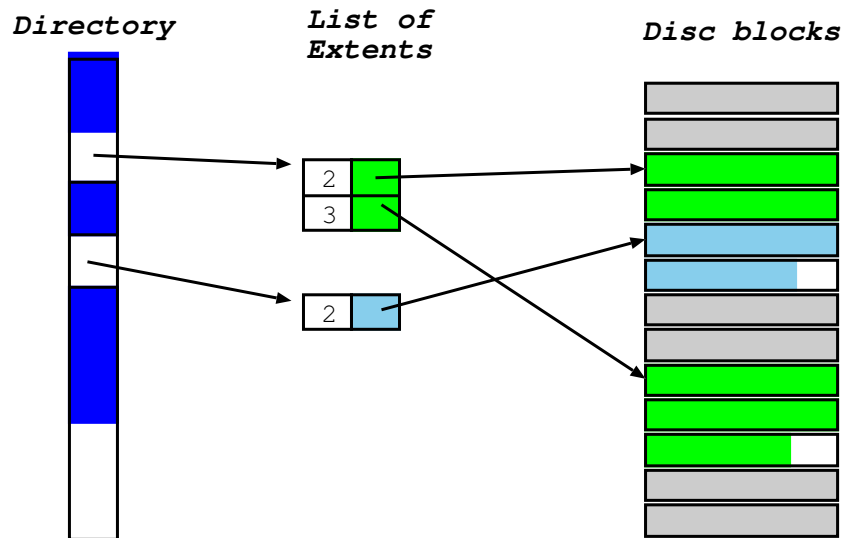 Directory
List of
Extents
Disc blocks
2
3
2